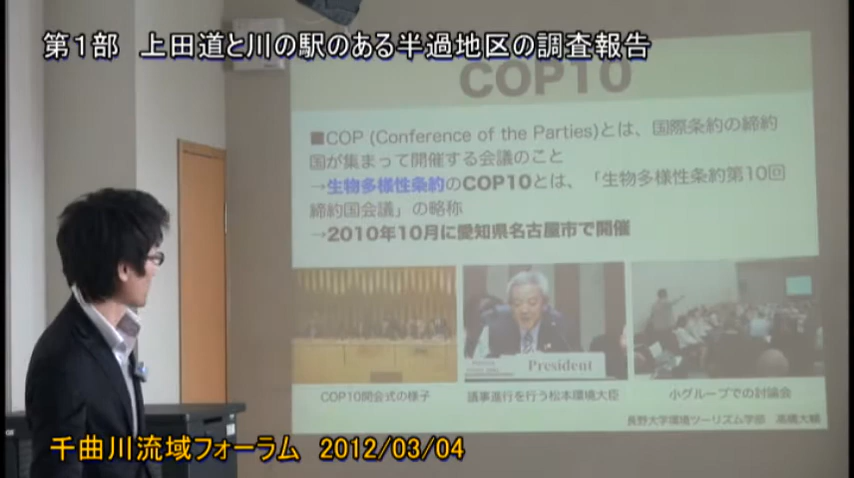 第1部 上田道と川の駅のある半過地区の調査報告
COP10
■COP (Conference of the Parties)とは、国際条約の締約
国が集まって開催する会議のこと
→生物多様性条約のCOP10とは、「生物多様性条約第10回
締約国会議」の略称
→2010年10月に愛知県名古屋市で開催
President
COP10開会式の様子
議事進行を行う松本環境大臣
小グループでの討論会
長野大学環境ツーリズム学部 高橋大輔
千曲川流域フォーラム 2012/03/04